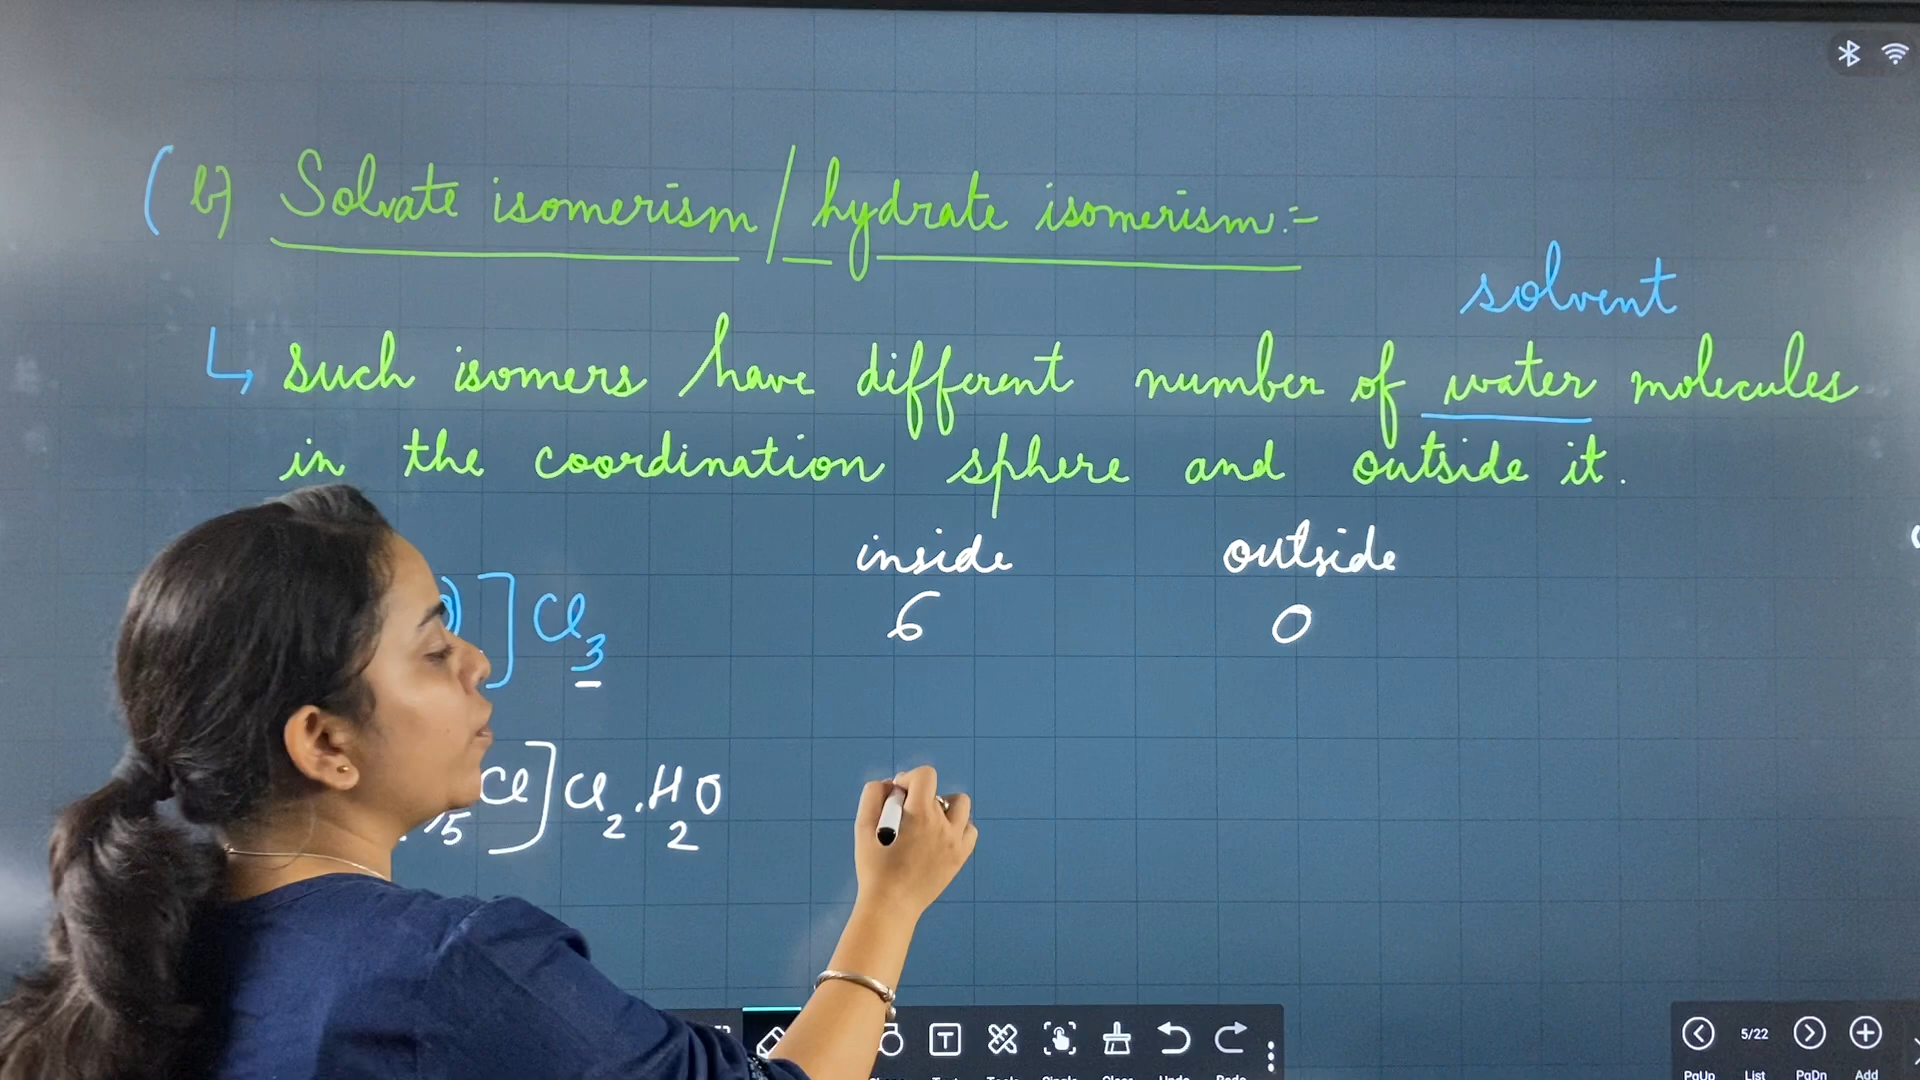 (b) Solvate isomerism / hydrate isomerism :-
solvent
↳ Such isomers have different number of water molecules
in the coordination sphere and outside it.
inside outside
]Cl3 6 0
5 Cl]Cl2.H2O
T
5/22
PgUp List PgDn Add